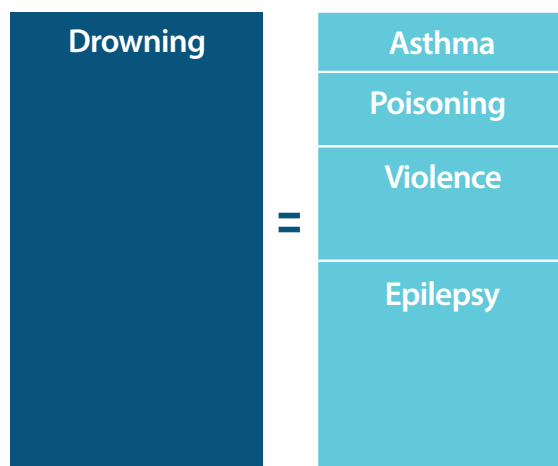 Drowning
=
Asthma
Poisoning
Violence
Epilepsy